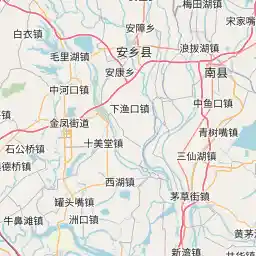 梅田湖镇
宋家嘴镇
安障乡
白衣镇
安乡县
浪拔湖镇
毛里湖镇
安康乡
南县
中河口镇
下渔口镇
中鱼口镇
金凤街道
青树嘴镇
十美堂镇
石公桥镇
三仙湖镇
德桥镇
西湖镇
茅草街镇
罐头嘴镇
牛鼻滩镇
洲口镇
黄茅
新湾镇